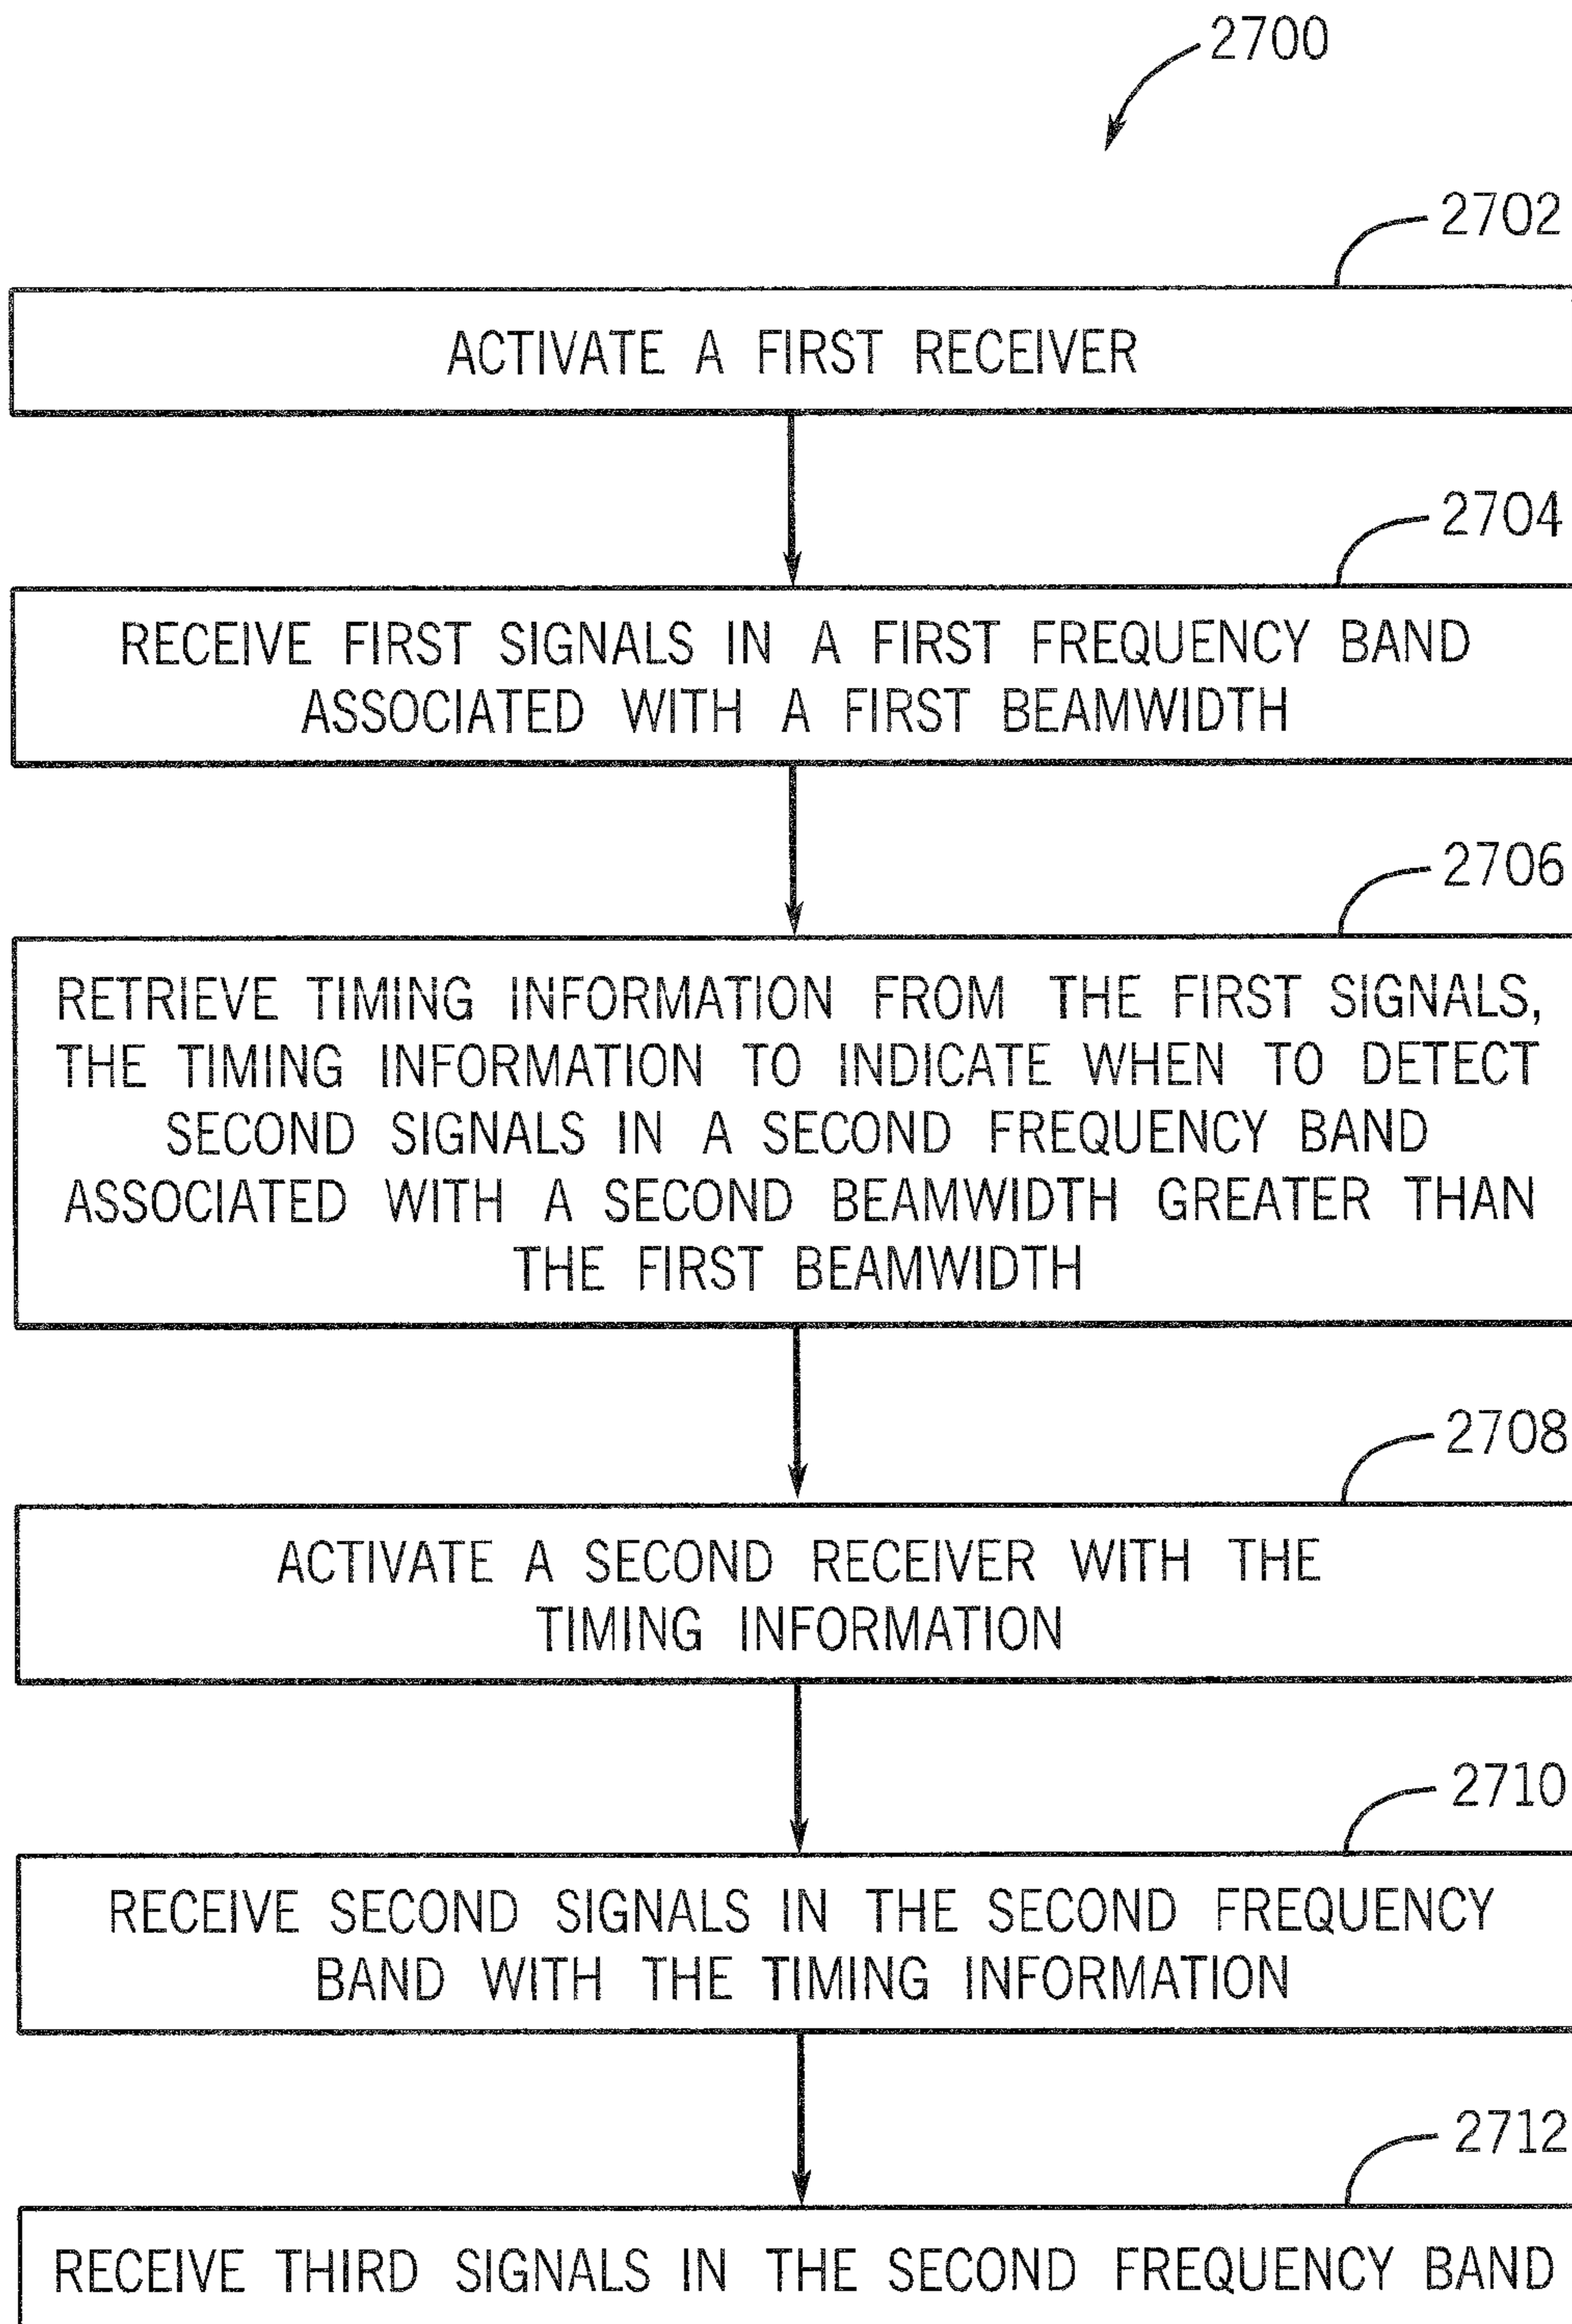 2700
2702
ACTIVATE A FIRST RECEIVER
2704
RECEIVE FIRST SIGNALS IN A FIRST FREQUENCY BAND
ASSOCIATED WITH A FIRST BEAMWIDTH
2706
RETRIEVE TIMING INFORMATION FROM THE FIRST SIGNALS,
THE TIMING INFORMATION TO INDICATE WHEN TO DETECT
SECOND SIGNALS IN A SECOND FREQUENCY BAND
ASSOCIATED WITH A SECOND BEAMWIDTH GREATER THAN
THE FIRST BEAMWIDTH
2708
ACTIVATE A SECOND RECEIVER WITH THE
TIMING INFORMATION
2710
RECEIVE SECOND SIGNALS IN THE SECOND FREQUENCY
BAND WITH THE TIMING INFORMATION
2712
RECEIVE THIRD SIGNALS IN THE SECOND FREQUENCY BAND